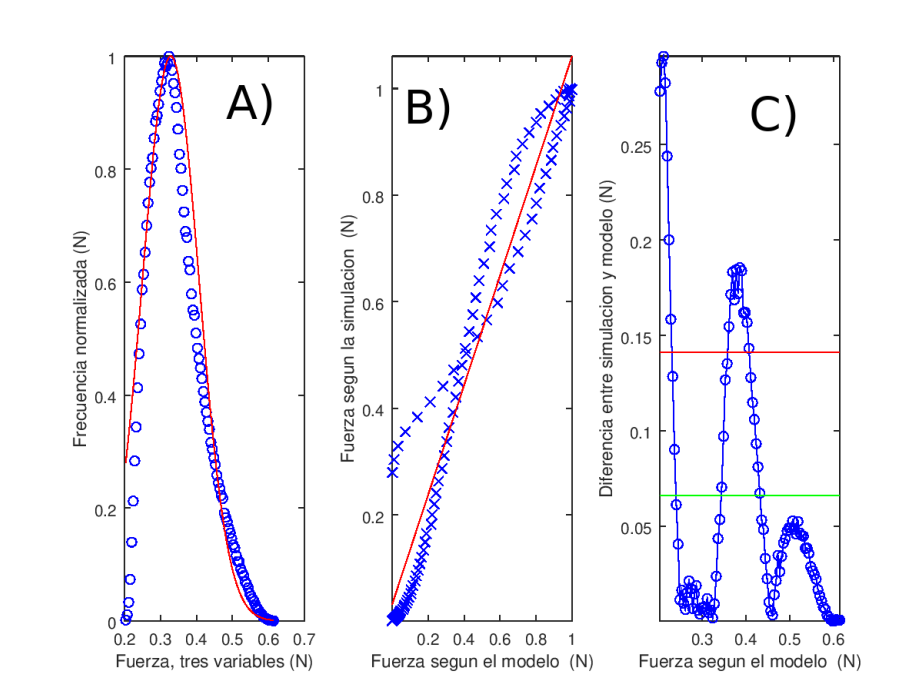 A)
Frecuencia normalizada (N)
1
0.8
0.6
0.4
0.2
0
0.2 0.3 0.4 0.5 0.6 0.7
Fuerza, tres variables (N)
B)
Fuerza segun la simulacion (N)
1
0.8
0.6
0.4
0.2
0.2 0.4 0.6 0.8 1
Fuerza segun el modelo (N)
C)
Diferencia entre simulacion y modelo (N)
0.25
0.2
0.15
0.1
0.05
0.3 0.4 0.5 0.6
Fuerza segun el modelo (N)